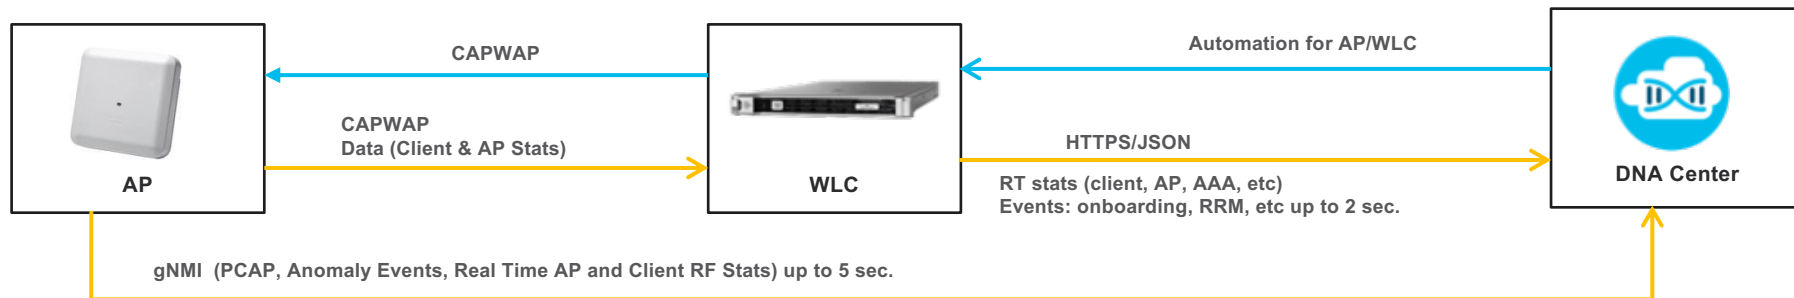 CAPWAP
Automation for AP/WLC
CAPWAP
Data (Client & AP Stats)
HTTPS/JSON
AP
WLC
DNA Center
RT stats (client, AP, AAA, etc)
Events: onboarding, RRM, etc up to 2 sec.
gNMI  (PCAP, Anomaly Events, Real Time AP and Client RF Stats) up to 5 sec.